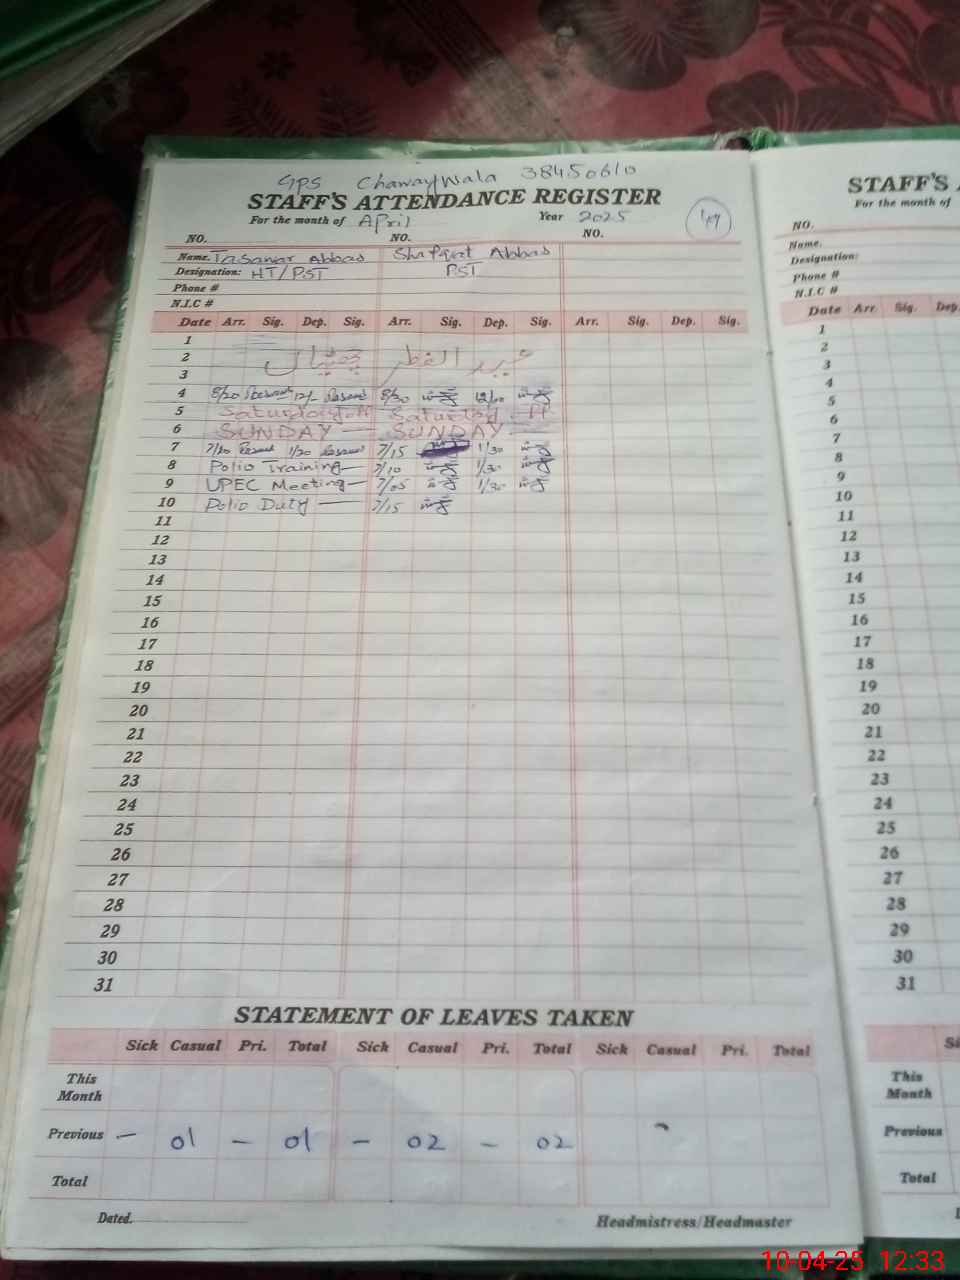 GPS Chawaywala 38450610
STAFF'S ATTENDANCE REGISTER
For the month of April Year 2025 49
NO. NO. NO.
Name. Tasawar Abbas Shafqat Abbas
Designation: HT/PST PST
Phone #
N.I.C #
Date Arr. Sig. Dep. Sig. Arr. Sig. Dep. Sig. Arr. Sig. Dep. Sig.
1
2 عید الفطر چھٹیاں
3
4 8/20 12/- 8/30 12/00
5 Saturday off Saturday off
6 SUNDAY — SUNDAY —
7 7/20 1/30 7/15 1/30
8 Polio Training — 7/10 1/30
9 UPEC Meeting — 7/05 1/30
10 Polio Duty — 7/15
11
12
13
14
15
16
17
18
19
20
21
22
23
24
25
26
27
28
29
30
31
STATEMENT OF LEAVES TAKEN
Sick Casual Pri. Total Sick Casual Pri. Total Sick Casual Pri. Total
This
Month
Previous — 01 — 01 — 02 — 02
Total
Dated. Headmistress/Headmaster
STAFF'S
For the month of
NO.
Name.
Designation:
Phone #
N.I.C #
Date Arr. Sig. Dep.
1
2
3
4
5
6
7
8
9
10
11
12
13
14
15
16
17
18
19
20
21
22
23
24
25
26
27
28
29
30
31
This
Month
Previous
Total
10-04-25 12:33